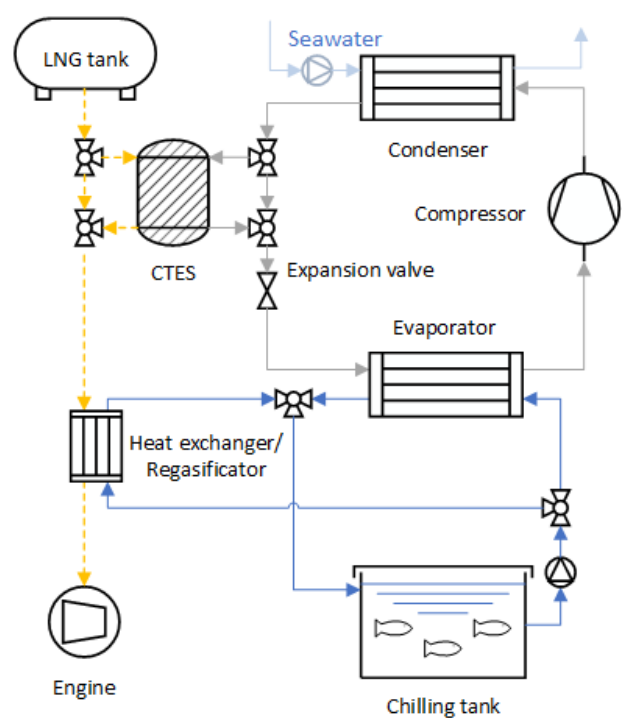 Seawater
LNG tank
Condenser
Compressor
CTES
Expansion valve
Evaporator
Heat exchanger/
Regasificator
Engine
Chilling tank